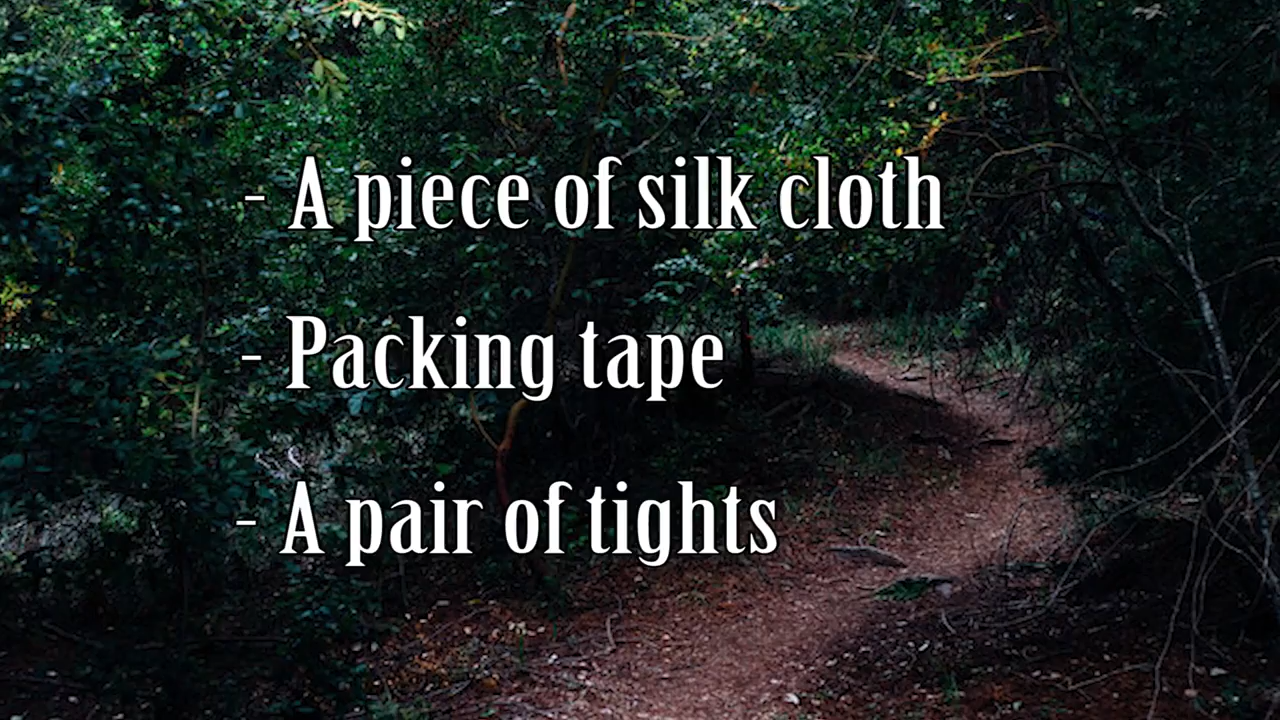 - A piece of silk cloth
- Packing tape
- A pair of tights